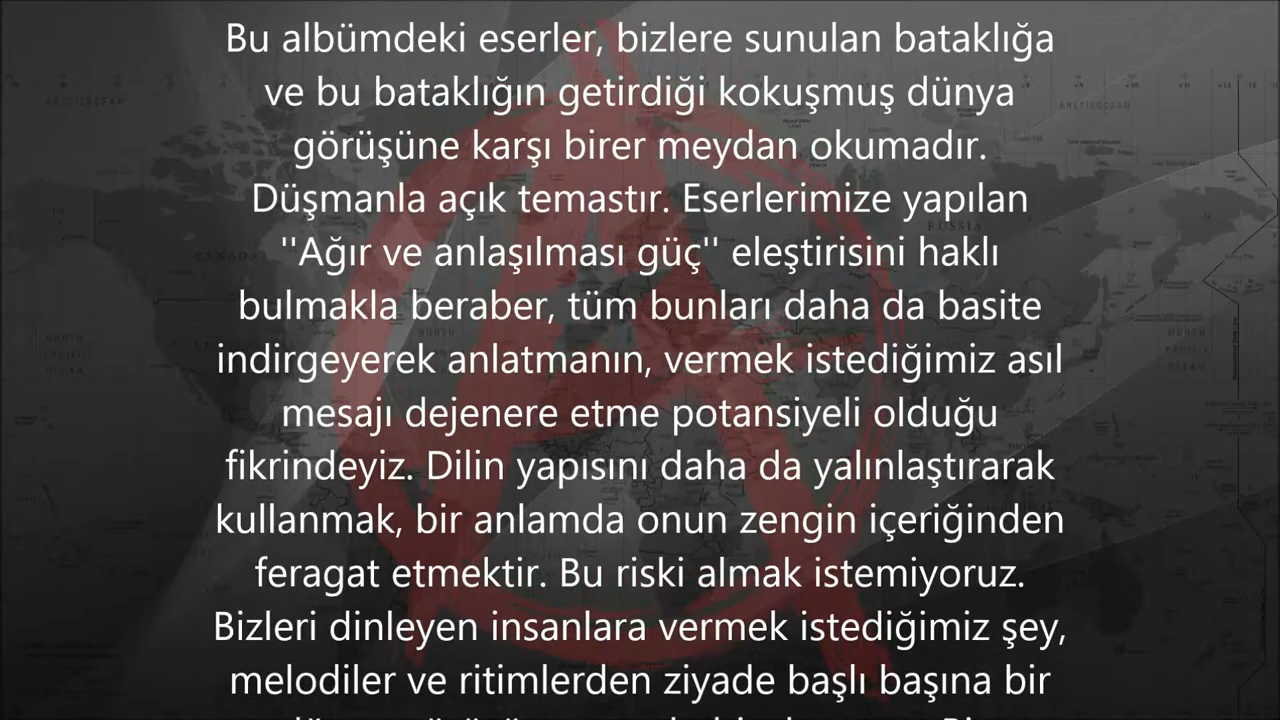 Bu albümdeki eserler, bizlere sunulan bataklığa
ve bu bataklığın getirdiği kokuşmuş dünya
görüşüne karşı birer meydan okumadır.
Düşmanla açık temastır. Eserlerimize yapılan
''Ağır ve anlaşılması güç'' eleştirisini haklı
bulmakla beraber, tüm bunları daha da basite
indirgeyerek anlatmanın, vermek istediğimiz asıl
mesajı dejenere etme potansiyeli olduğu
fikrindeyiz. Dilin yapısını daha da yalınlaştırarak
kullanmak, bir anlamda onun zengin içeriğinden
feragat etmektir. Bu riski almak istemiyoruz.
Bizleri dinleyen insanlara vermek istediğimiz şey,
melodiler ve ritimlerden ziyade başlı başına bir
CANADA
RUSSIA